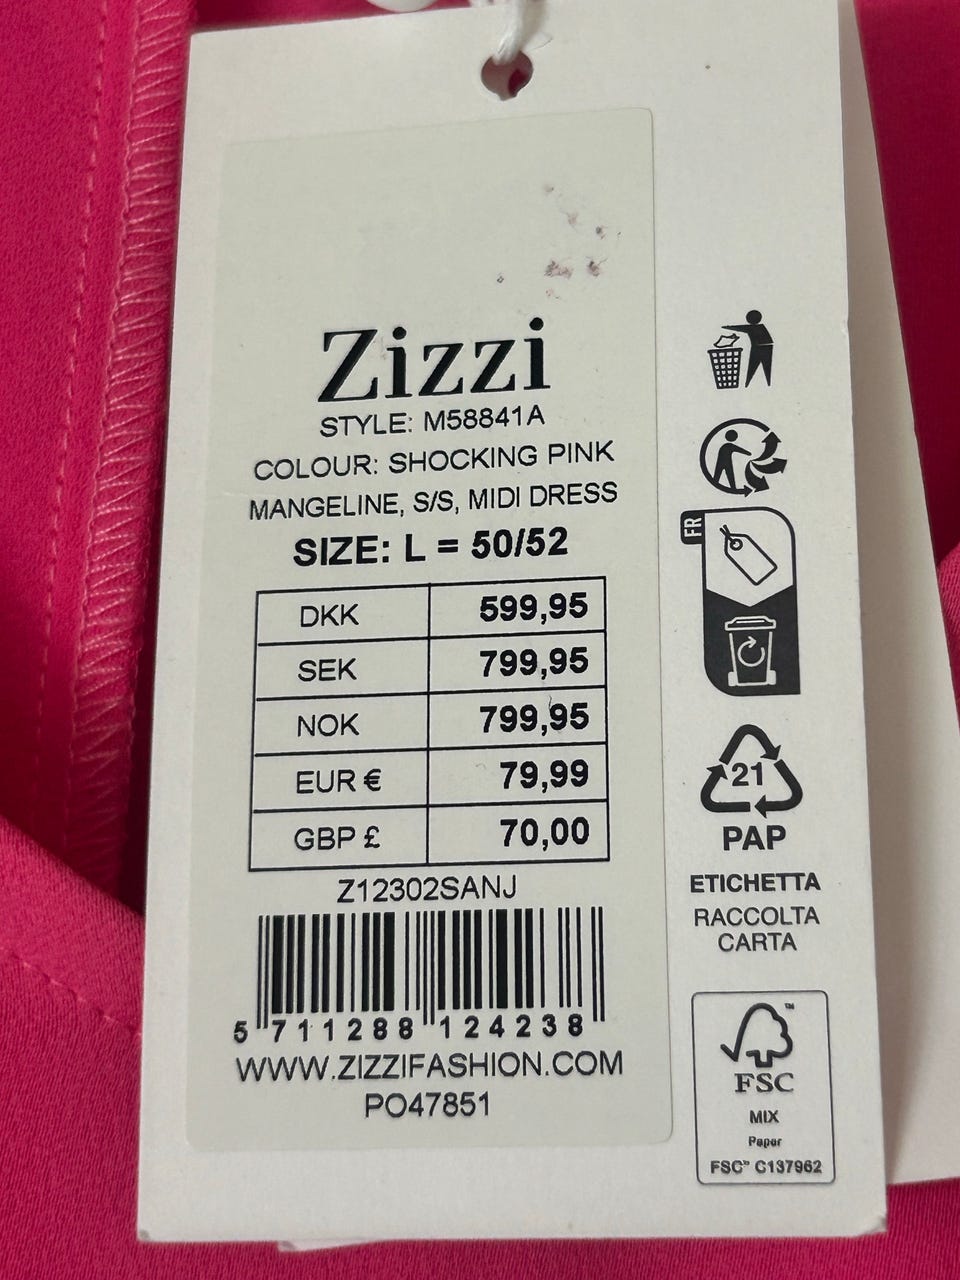 Zizzi
STYLE: M58841A
COLOUR: SHOCKING PINK
MANGELINE, S/S, MIDI DRESS
SIZE: L = 50/52
DKK 599,95
SEK 799,95
NOK 799,95
EUR € 79,99
GBP £ 70,00
Z12302SANJ
5 711288 124238
WWW.ZIZZIFASHION.COM
PO47851
FR
21
PAP
ETICHETTA
RACCOLTA
CARTA
FSC™
MIX
Paper
FSC™ C137962